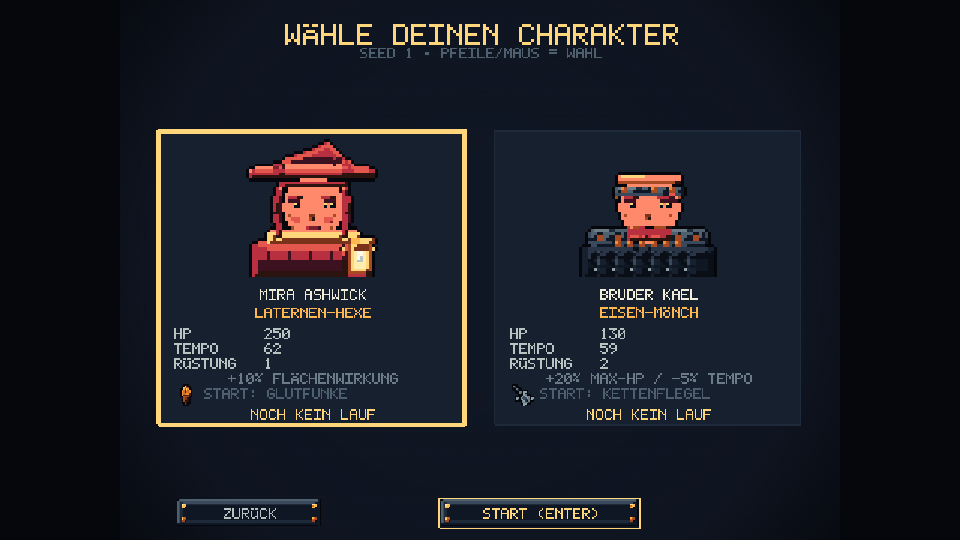 WÄHLE DEINEN CHARAKTER
SEED 1 - PFEILE/MAUS = WAHL
MIRA ASHWICK
LATERNEN-HEXE
HP 250
TEMPO 62
RÜSTUNG 1
+10% FLÄCHENWIRKUNG
START: GLUTFUNKE
NOCH KEIN LAUF
BRUDER KAEL
EISEN-MÖNCH
HP 130
TEMPO 59
RÜSTUNG 2
+20% MAX-HP / -5% TEMPO
START: KETTENFLEGEL
NOCH KEIN LAUF
ZURÜCK
START (ENTER)